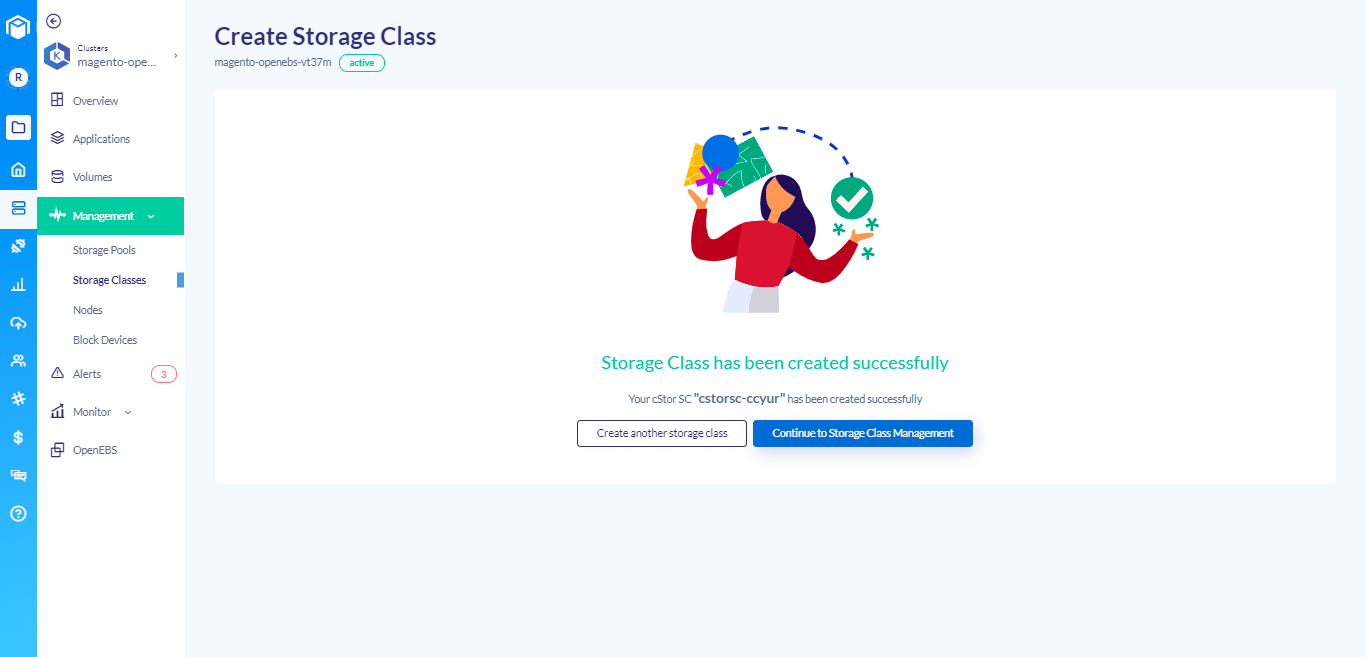 Clusters
magento-ope...
R
K
Overview
Applications
Volumes
Management
Storage Pools
Storage Classes
Nodes
Block Devices
Alerts 3
Monitor
OpenEBS
Create Storage Class
magento-openebs-vt37m active
Storage Class has been created successfully
Your cStor SC "cstorsc-ccyur" has been created successfully
Create another storage class Continue to Storage Class Management